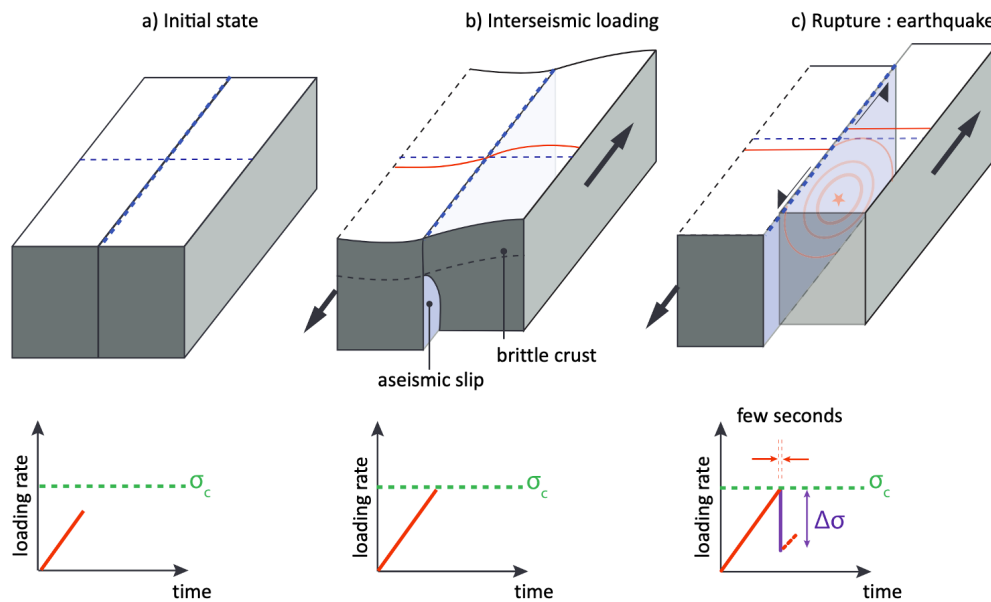 a) Initial state
b) Interseismic loading
c) Rupture : earthquake
brittle crust
aseismic slip
loading rate
σc
time
loading rate
σc
time
few seconds
loading rate
σc
Δσ
time